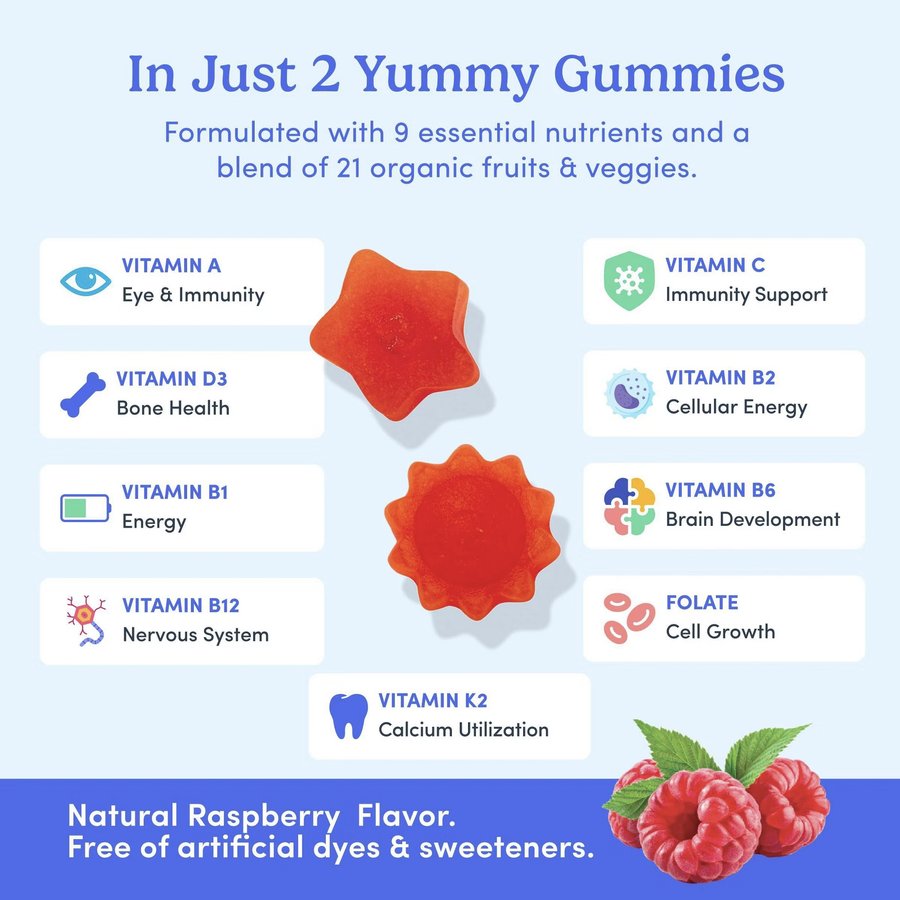 In Just 2 Yummy Gummies
Formulated with 9 essential nutrients and a
blend of 21 organic fruits & veggies.
VITAMIN A
Eye & Immunity
VITAMIN D3
Bone Health
VITAMIN B1
Energy
VITAMIN B12
Nervous System
VITAMIN C
Immunity Support
VITAMIN B2
Cellular Energy
VITAMIN B6
Brain Development
FOLATE
Cell Growth
VITAMIN K2
Calcium Utilization
Natural Raspberry Flavor.
Free of artificial dyes & sweeteners.